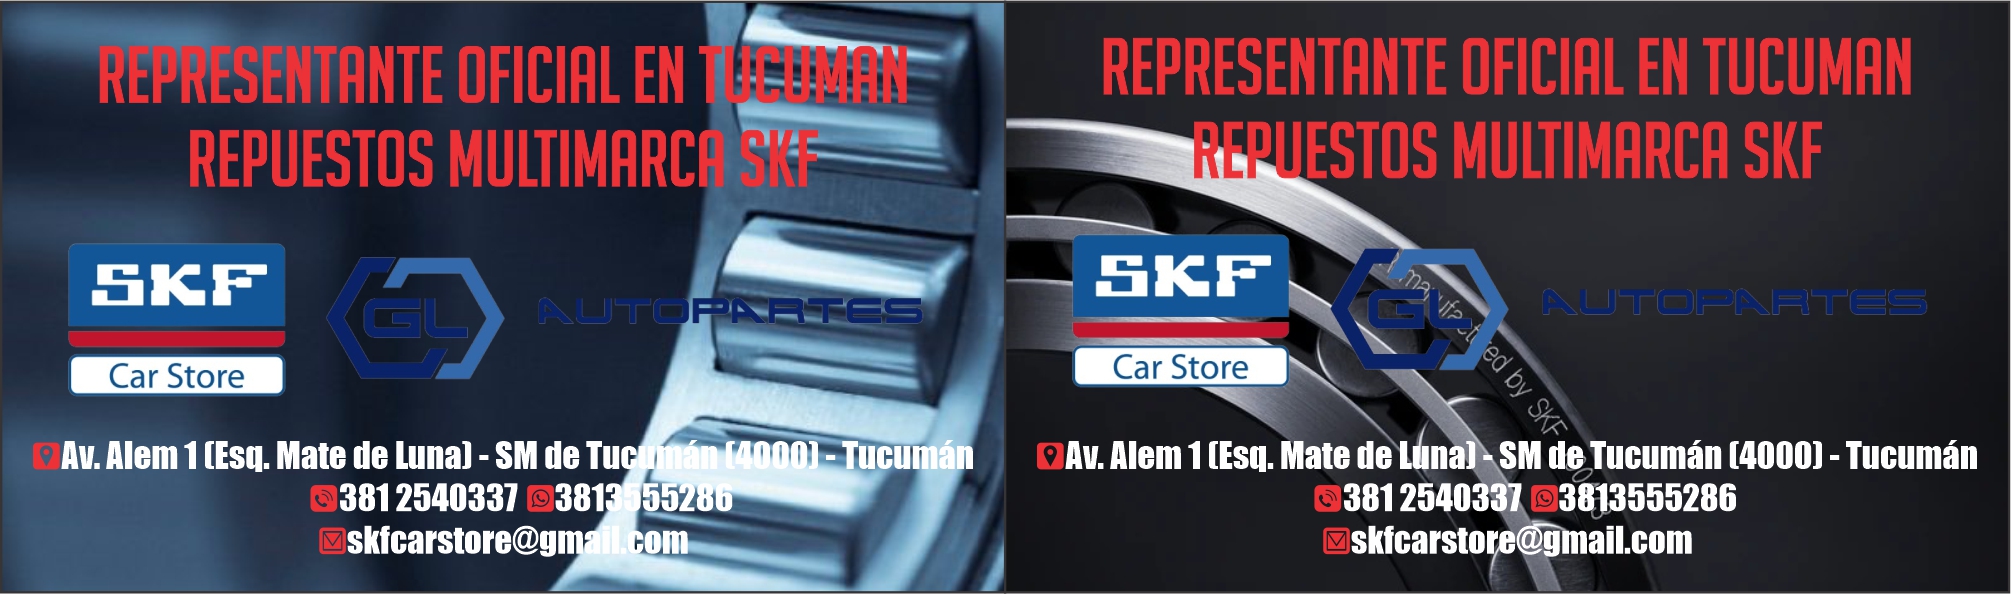 REPRESENTANTE OFICIAL EN TUCUMAN
REPUESTOS MULTIMARCA SKF
SKF
Car Store
GL AUTOPARTES
Av. Alem 1 (Esq. Mate de Luna) - SM de Tucumán (4000) - Tucumán
381 2540337 3813555286
skfcarstore@gmail.com
REPRESENTANTE OFICIAL EN TUCUMAN
REPUESTOS MULTIMARCA SKF
SKF
Car Store
GL AUTOPARTES
manufactured by SKF
Av. Alem 1 (Esq. Mate de Luna) - SM de Tucumán (4000) - Tucumán
381 2540337 3813555286
skfcarstore@gmail.com